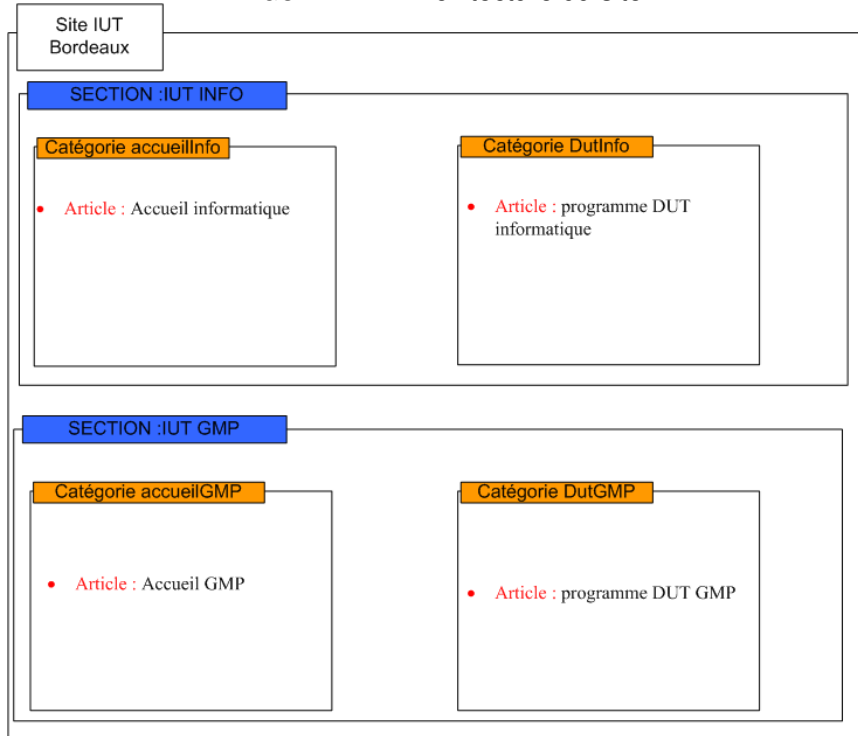 Site IUT
Bordeaux
SECTION :IUT INFO
Catégorie accueilInfo
Catégorie DutInfo
• Article : Accueil informatique
• Article : programme DUT
informatique
SECTION :IUT GMP
Catégorie accueilGMP
Catégorie DutGMP
• Article : Accueil GMP
• Article : programme DUT GMP